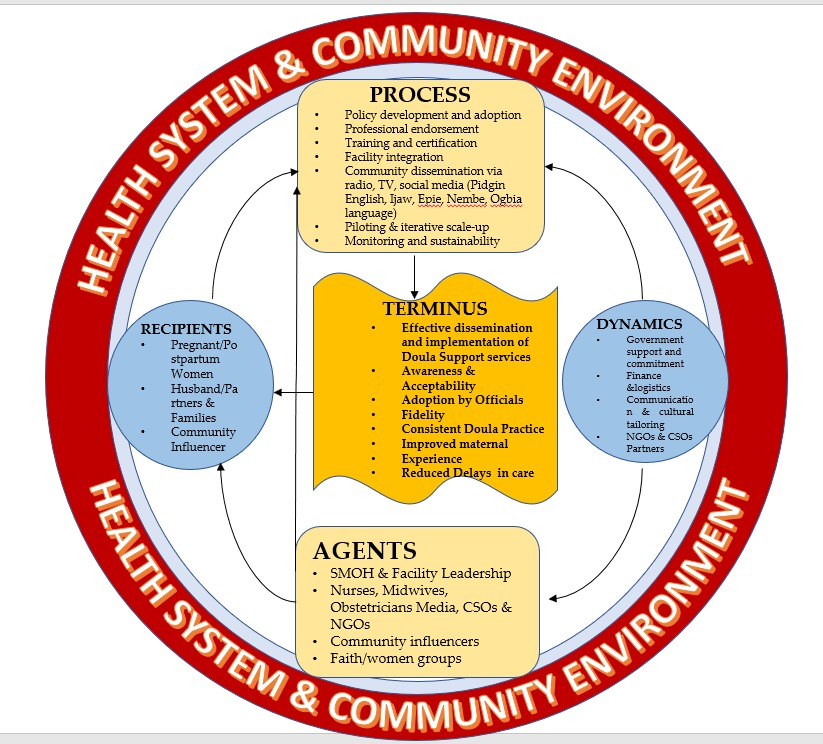 HEALTH SYSTEM & COMMUNITY ENVIRONMENT
PROCESS
• Policy development and adoption
• Professional endorsement
• Training and certification
• Facility integration
• Community dissemination via
radio, TV, social media (Pidgin
English, Ijaw, Epie, Nembe, Ogbia
language)
• Piloting & iterative scale-up
• Monitoring and sustainability
RECIPIENTS
• Pregnant/Po
stpartum
Women
• Husband/Pa
rtners &
Families
• Community
Influencer
TERMINUS
• Effective dissemination
and implementation of
Doula Support services
• Awareness &
Acceptability
• Adoption by Officials
• Fidelity
• Consistent Doula Practice
• Improved maternal
• Experience
• Reduced Delays in care
DYNAMICS
• Government
support and
commitment
• Finance
&logistics
• Communicatio
n & cultural
tailoring
• NGOs & CSOs
Partners
AGENTS
• SMOH & Facility Leadership
• Nurses, Midwives,
Obstetricians Media, CSOs &
NGOs
• Community influencers
• Faith/women groups
HEALTH SYSTEM & COMMUNITY ENVIRONMENT